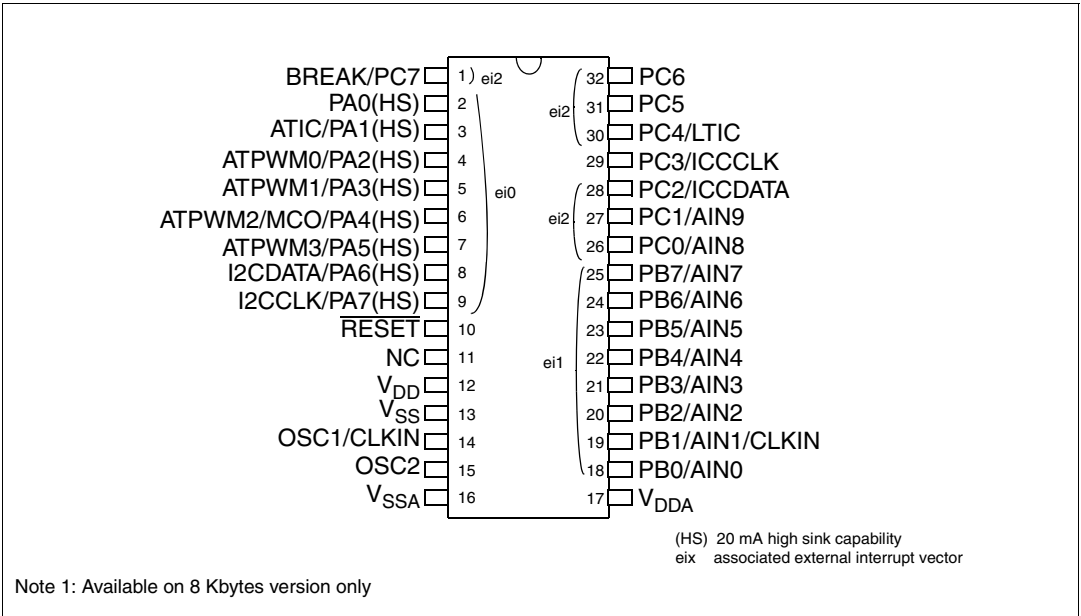 BREAK/PC7 1 ) ei2 32 PC6
PA0(HS) 2 31 PC5
ei2
ATIC/PA1(HS) 3 30 PC4/LTIC
ATPWM0/PA2(HS) 4 29 PC3/ICCCLK
ATPWM1/PA3(HS) 5 ei0 28 PC2/ICCDATA
ATPWM2/MCO/PA4(HS) 6 ei2 27 PC1/AIN9
ATPWM3/PA5(HS) 7 26 PC0/AIN8
I2CDATA/PA6(HS) 8 25 PB7/AIN7
I2CCLK/PA7(HS) 9 24 PB6/AIN6
RESET 10 23 PB5/AIN5
NC 11 ei1 22 PB4/AIN4
VDD 12 21 PB3/AIN3
VSS 13 20 PB2/AIN2
OSC1/CLKIN 14 19 PB1/AIN1/CLKIN
OSC2 15 18 PB0/AIN0
VSSA 16 17 VDDA
(HS) 20 mA high sink capability
eix associated external interrupt vector
Note 1: Available on 8 Kbytes version only